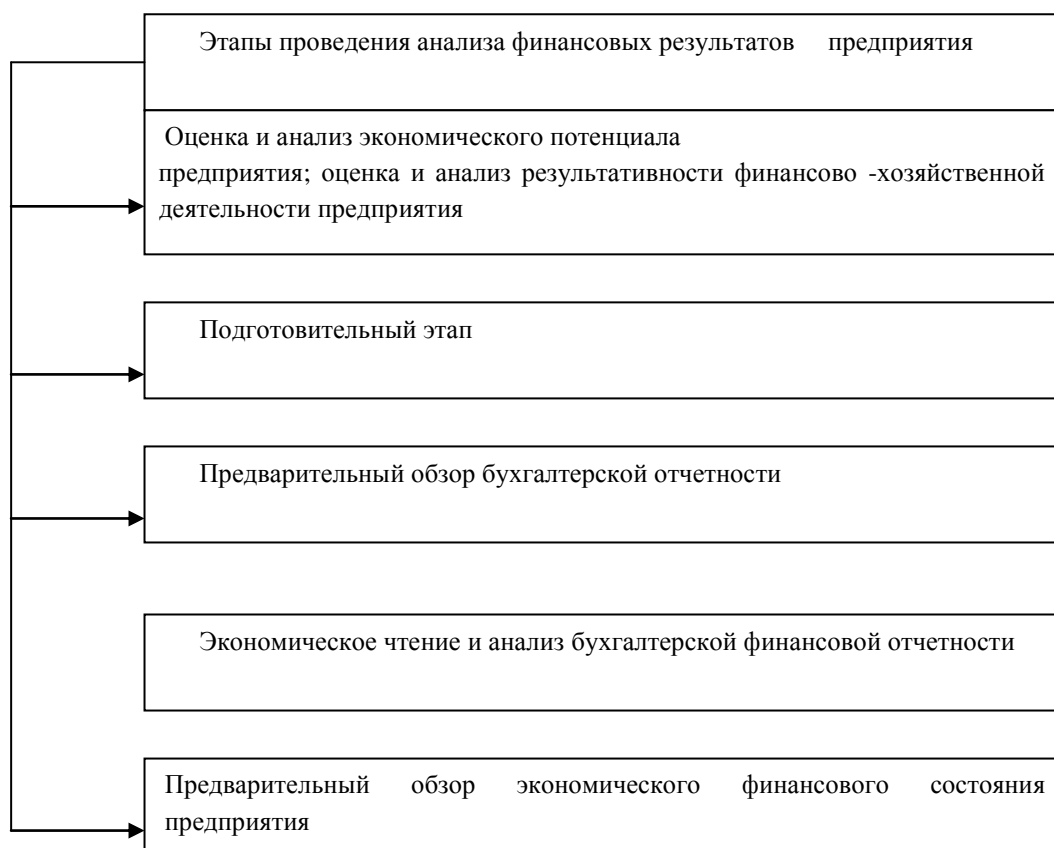 Этапы проведения анализа финансовых результатов предприятия
Оценка и анализ экономического потенциала
предприятия; оценка и анализ результативности финансово -хозяйственной
деятельности предприятия
Подготовительный этап
Предварительный обзор бухгалтерской отчетности
Экономическое чтение и анализ бухгалтерской финансовой отчетности
Предварительный обзор экономического финансового состояния
предприятия